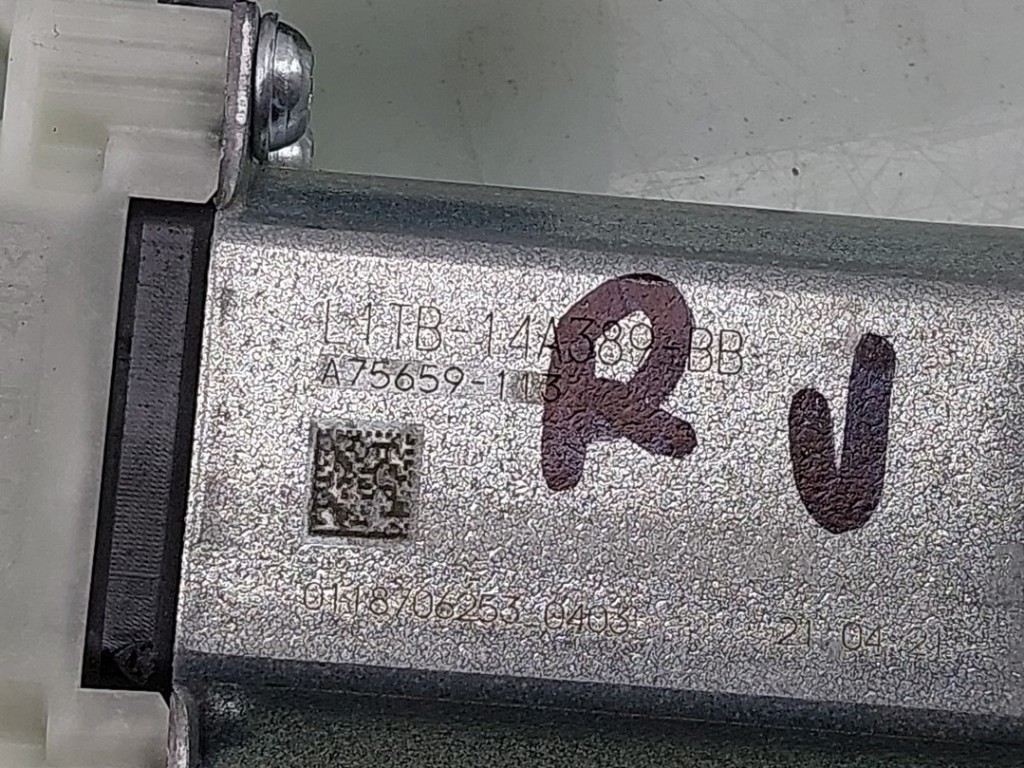 L1TB-14A389-BB
A75659-113
R J
0118706253 0403
21 04 21